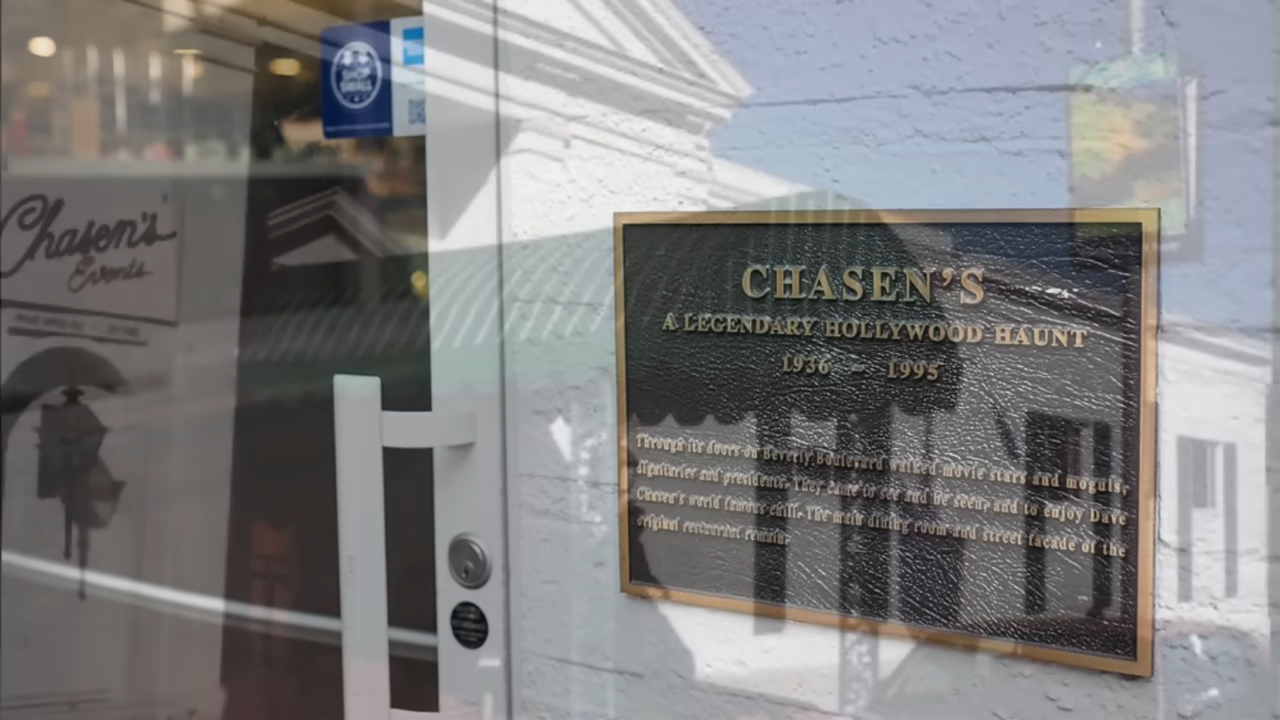 SHOP
SMALL
Chasen's
Events
CHASEN'S
A LEGENDARY HOLLYWOOD HAUNT
1936 - 1995
Through its doors on Beverly Boulevard walked movie stars and moguls,
dignitaries and presidents. They came to see and be seen, and to enjoy Dave
Chasen's world famous chili. The main dining room and street facade of the
original restaurant remain.